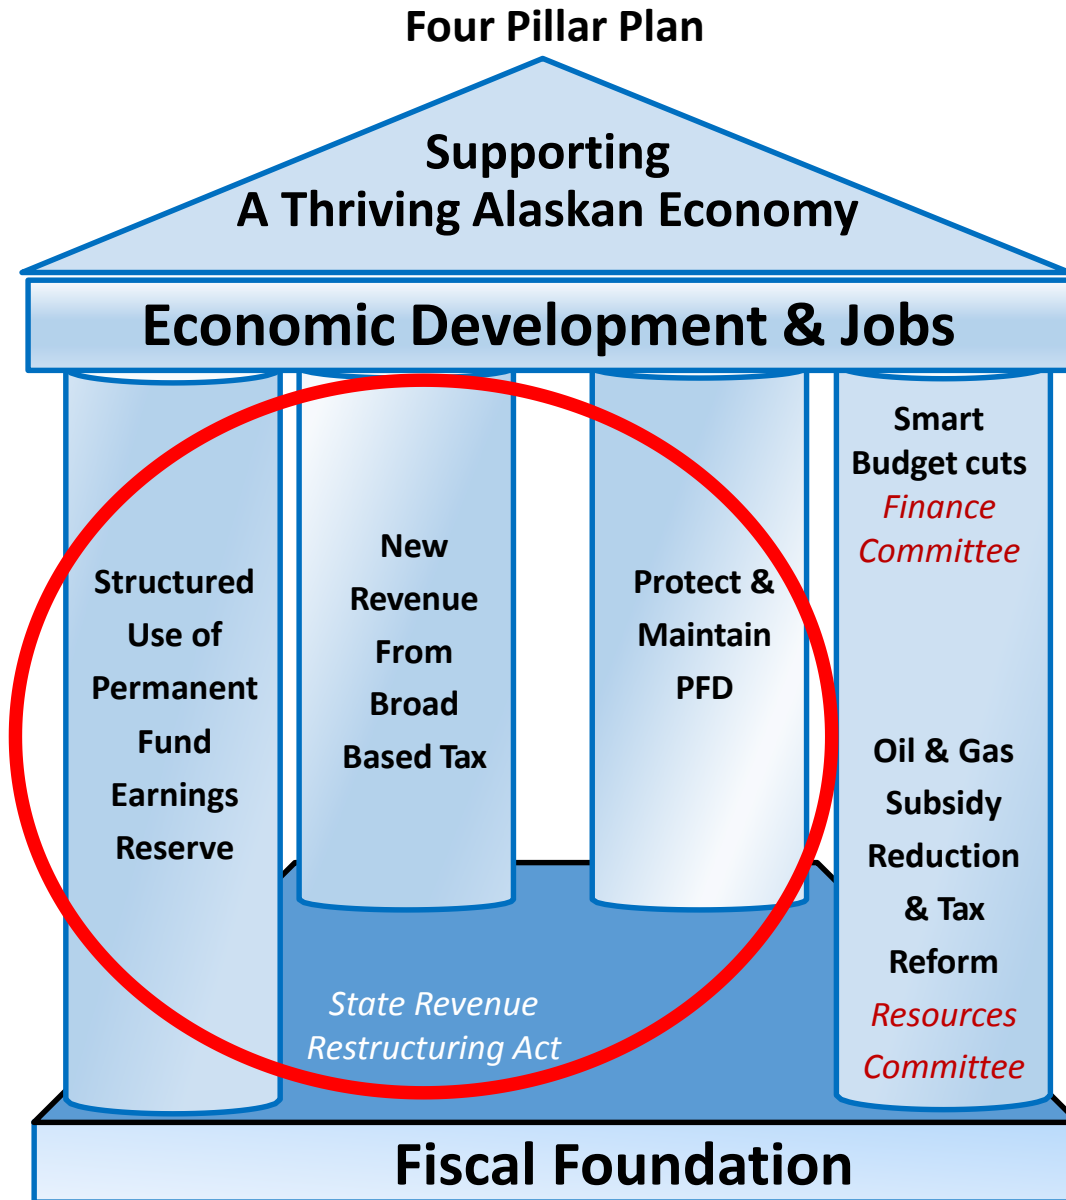 Four Pillar Plan
Supporting
A Thriving Alaskan Economy
Economic Development & Jobs
Structured
Use of
Permanent
Fund
Earnings
Reserve
New
Revenue
From
Broad
Based Tax
Protect &
Maintain
PFD
Smart
Budget cuts
Finance
Committee
Oil & Gas
Subsidy
Reduction
& Tax
Reform
Resources
Committee
State Revenue
Restructuring Act
Fiscal Foundation